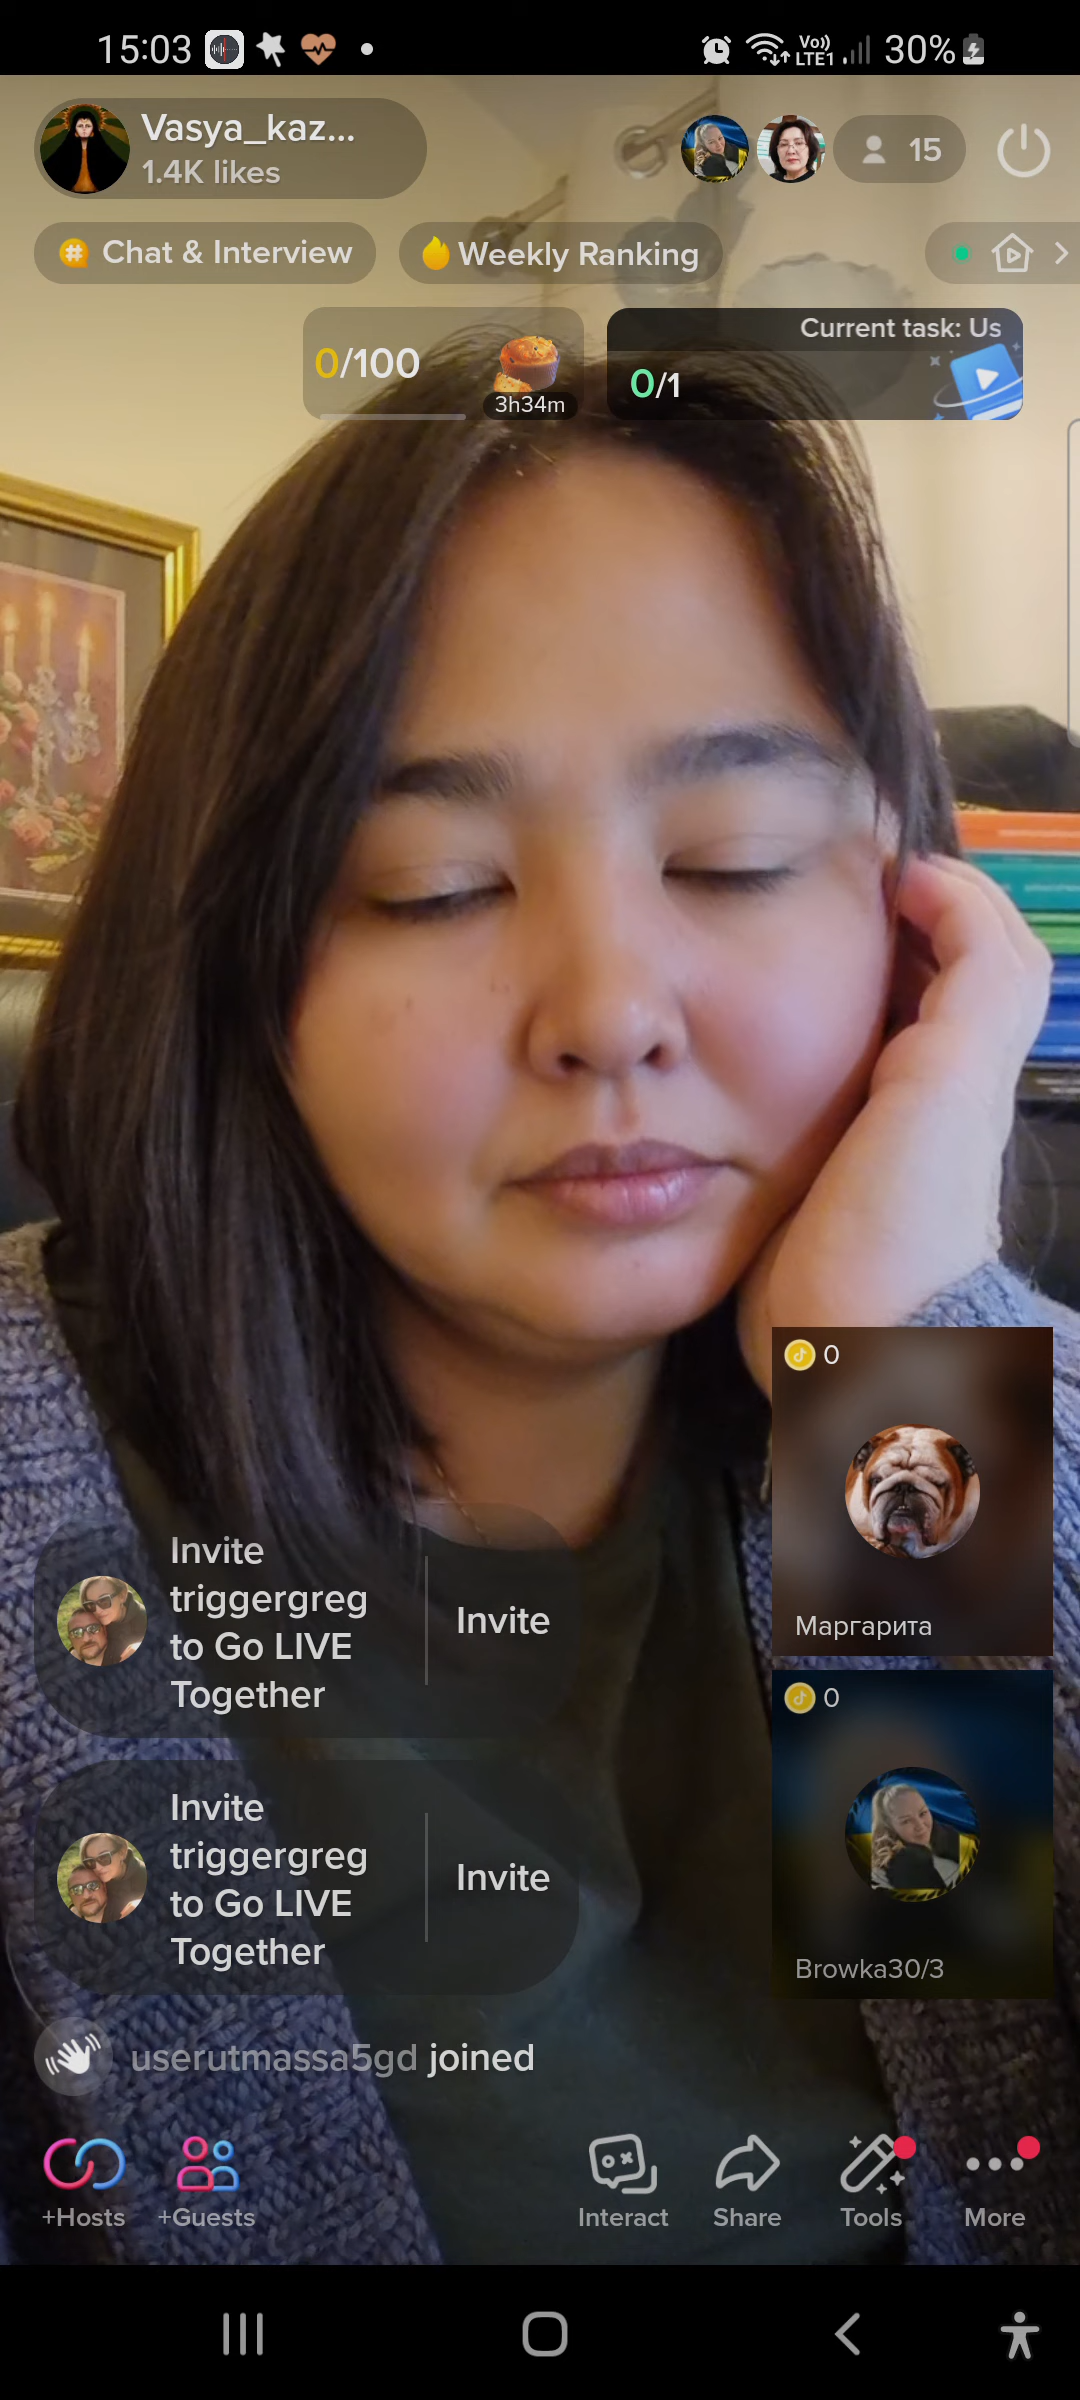 15:03
Vo))
LTE1
30%
Vasya_kaz...
1.4K likes
15
Chat & Interview
Weekly Ranking
0/100
3h34m
Current task: Us
0/1
0
Маргарита
0
Browka30/3
Invite
triggergreg
to Go LIVE
Together
Invite
Invite
triggergreg
to Go LIVE
Together
Invite
userutmassa5gd joined
+Hosts
+Guests
Interact
Share
Tools
More